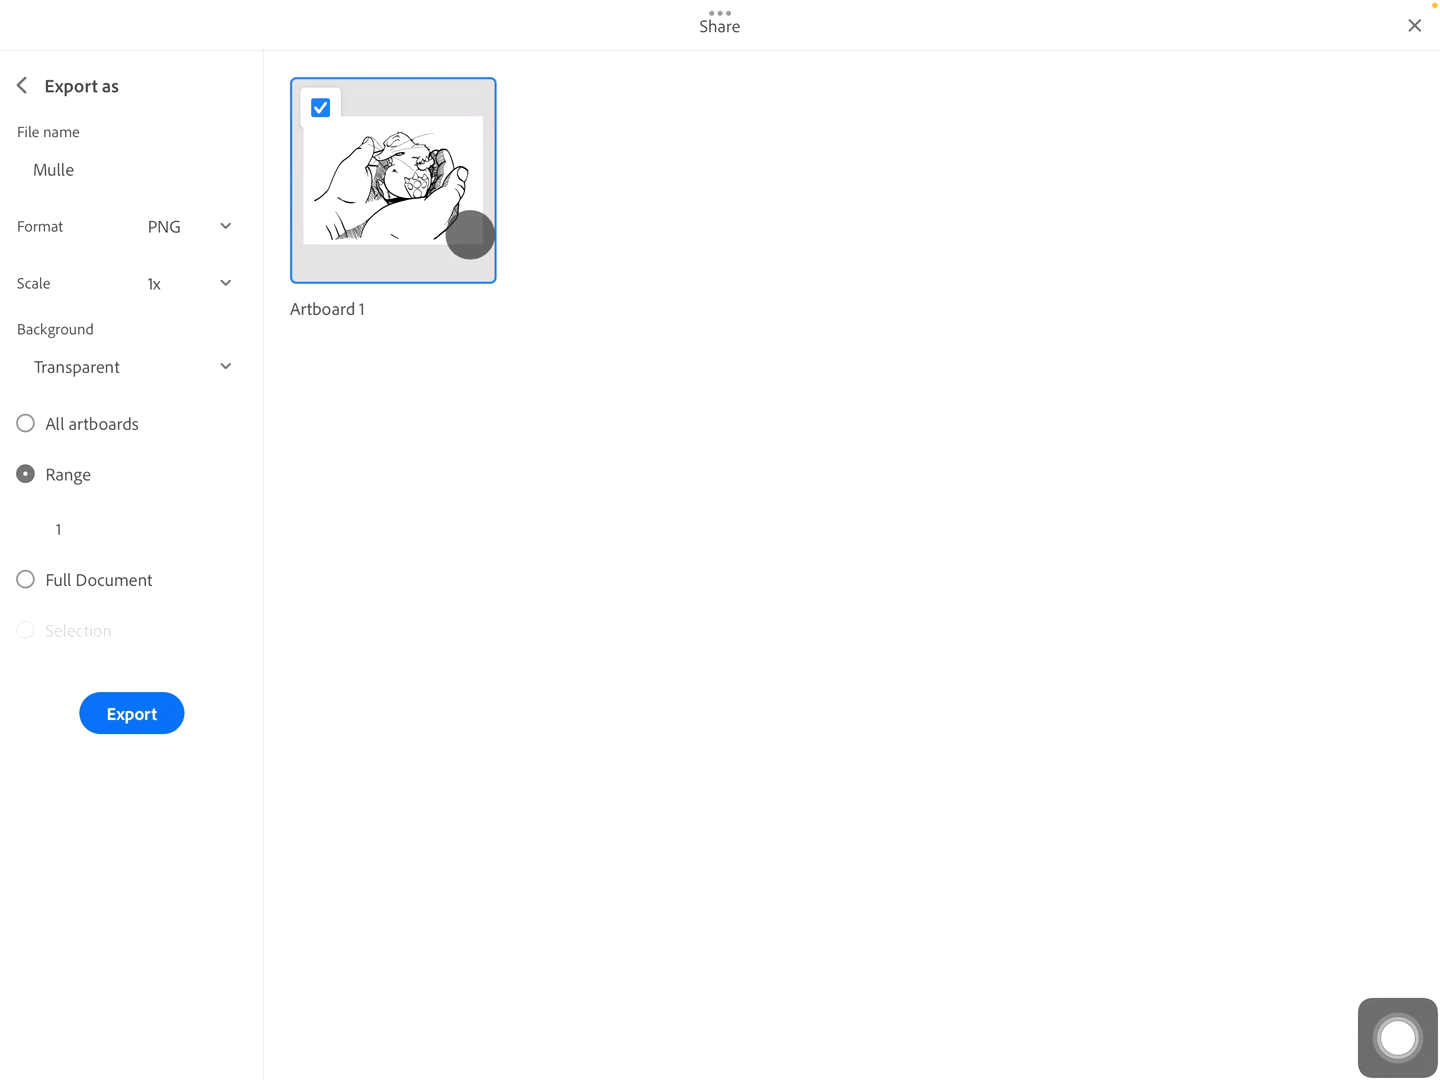 Share
Export as
File name
Mulle
Format PNG
Scale 1x
Background
Transparent
All artboards
Range
1
Full Document
Selection
Export
Artboard 1